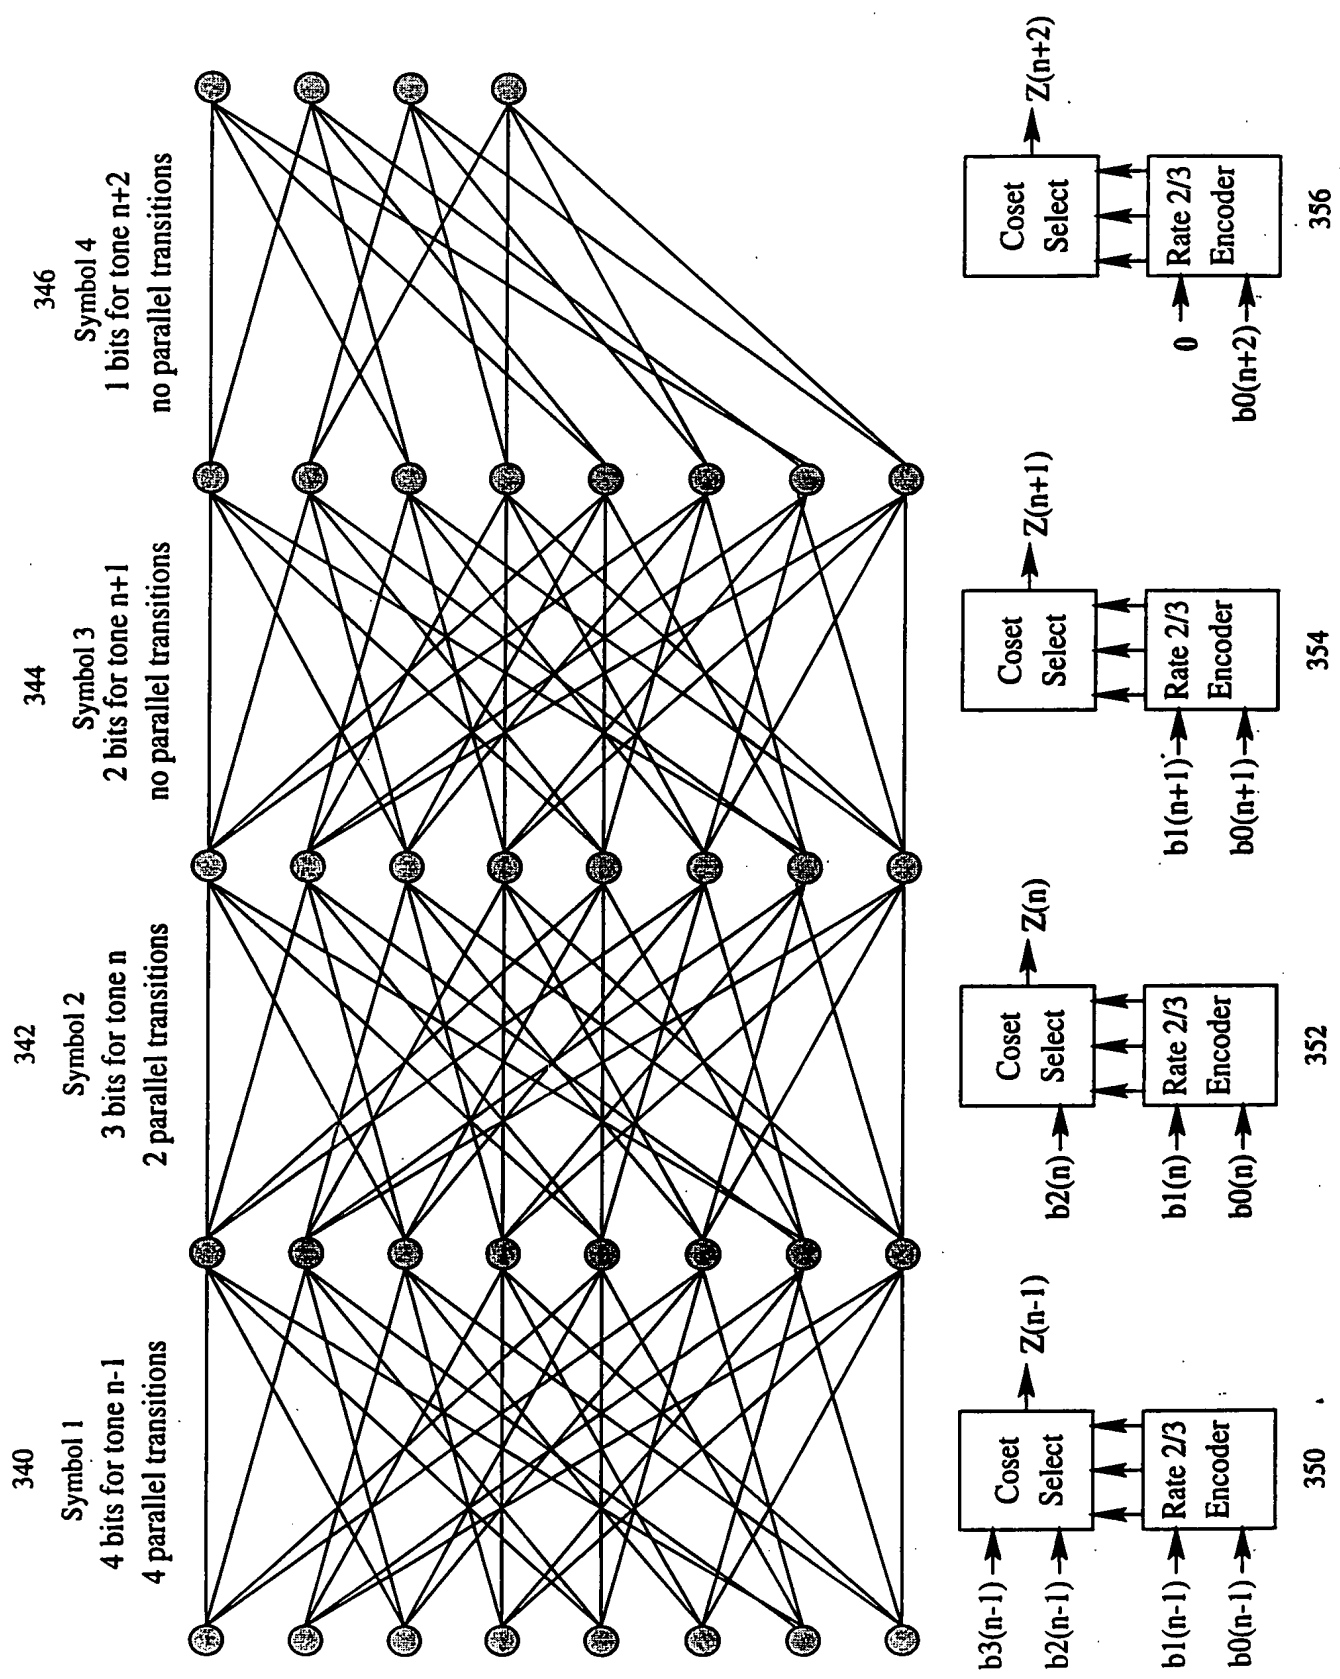 340
Symbol 1
4 bits for tone n-1
4 parallel transitions
342
Symbol 2
3 bits for tone n
2 parallel transitions
344
Symbol 3
2 bits for tone n+1
no parallel transitions
346
Symbol 4
1 bits for tone n+2
no parallel transitions
b3(n-1)
b2(n-1)
Coset
Select
Z(n-1)
b1(n-1)
b0(n-1)
Rate 2/3
Encoder
350
b2(n)
Coset
Select
Z(n)
b1(n)
b0(n)
Rate 2/3
Encoder
352
Coset
Select
Z(n+1)
b1(n+1)
b0(n+1)
Rate 2/3
Encoder
354
Coset
Select
Z(n+2)
0
b0(n+2)
Rate 2/3
Encoder
356